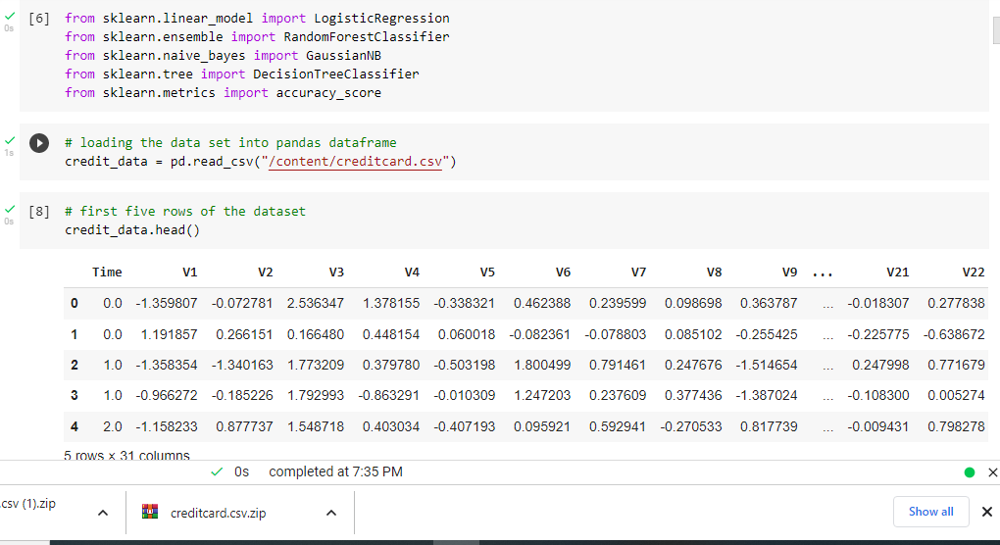 [6] from sklearn.linear_model import LogisticRegression
from sklearn.ensemble import RandomForestClassifier
from sklearn.naive_bayes import GaussianNB
from sklearn.tree import DecisionTreeClassifier
from sklearn.metrics import accuracy_score
0s
# loading the data set into pandas dataframe
1s
credit_data = pd.read_csv("/content/creditcard.csv")
[8] # first five rows of the dataset
0s
credit_data.head()
Time V1 V2 V3 V4 V5 V6 V7 V8 V9 ... V21 V22
0 0.0 -1.359807 -0.072781 2.536347 1.378155 -0.338321 0.462388 0.239599 0.098698 0.363787 ... -0.018307 0.277838
1 0.0 1.191857 0.266151 0.166480 0.448154 0.060018 -0.082361 -0.078803 0.085102 -0.255425 ... -0.225775 -0.638672
2 1.0 -1.358354 -1.340163 1.773209 0.379780 -0.503198 1.800499 0.791461 0.247676 -1.514654 ... 0.247998 0.771679
3 1.0 -0.966272 -0.185226 1.792993 -0.863291 -0.010309 1.247203 0.237609 0.377436 -1.387024 ... -0.108300 0.005274
4 2.0 -1.158233 0.877737 1.548718 0.403034 -0.407193 0.095921 0.592941 -0.270533 0.817739 ... -0.009431 0.798278
5 rows × 31 columns
0s completed at 7:35 PM
.csv (1).zip
creditcard.csv.zip
Show all